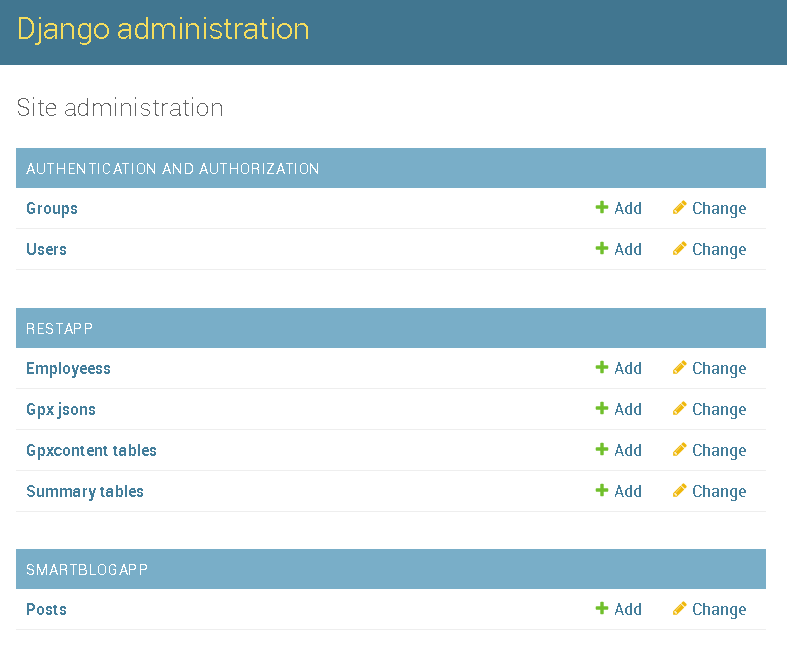 Django administration
Site administration
AUTHENTICATION AND AUTHORIZATION
Groups Add Change
Users Add Change
RESTAPP
Employeess Add Change
Gpx jsons Add Change
Gpxcontent tables Add Change
Summary tables Add Change
SMARTBLOGAPP
Posts Add Change